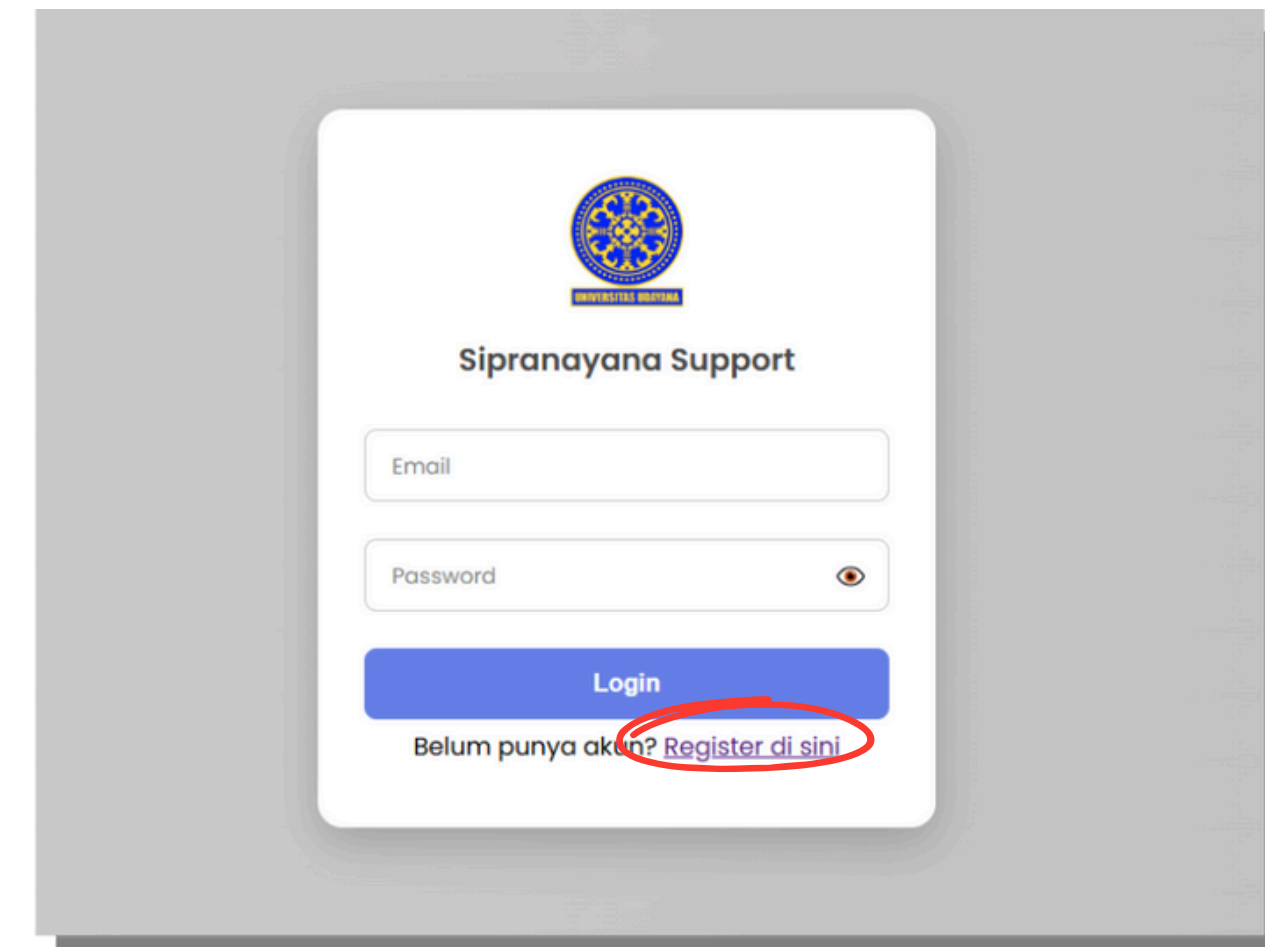 UNIVERSITAS UDAYANA
Sipranayana Support
Email
Password
Login
Belum punya akun? Register di sini